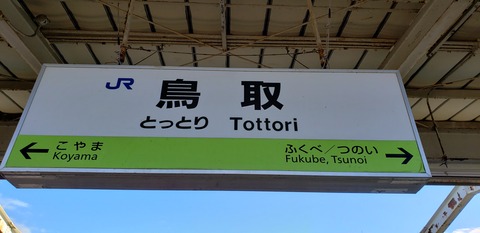 JR 鳥取
とっとり Tottori
← こやま ふくべ／つのい →
Koyama Fukube, Tsunoi